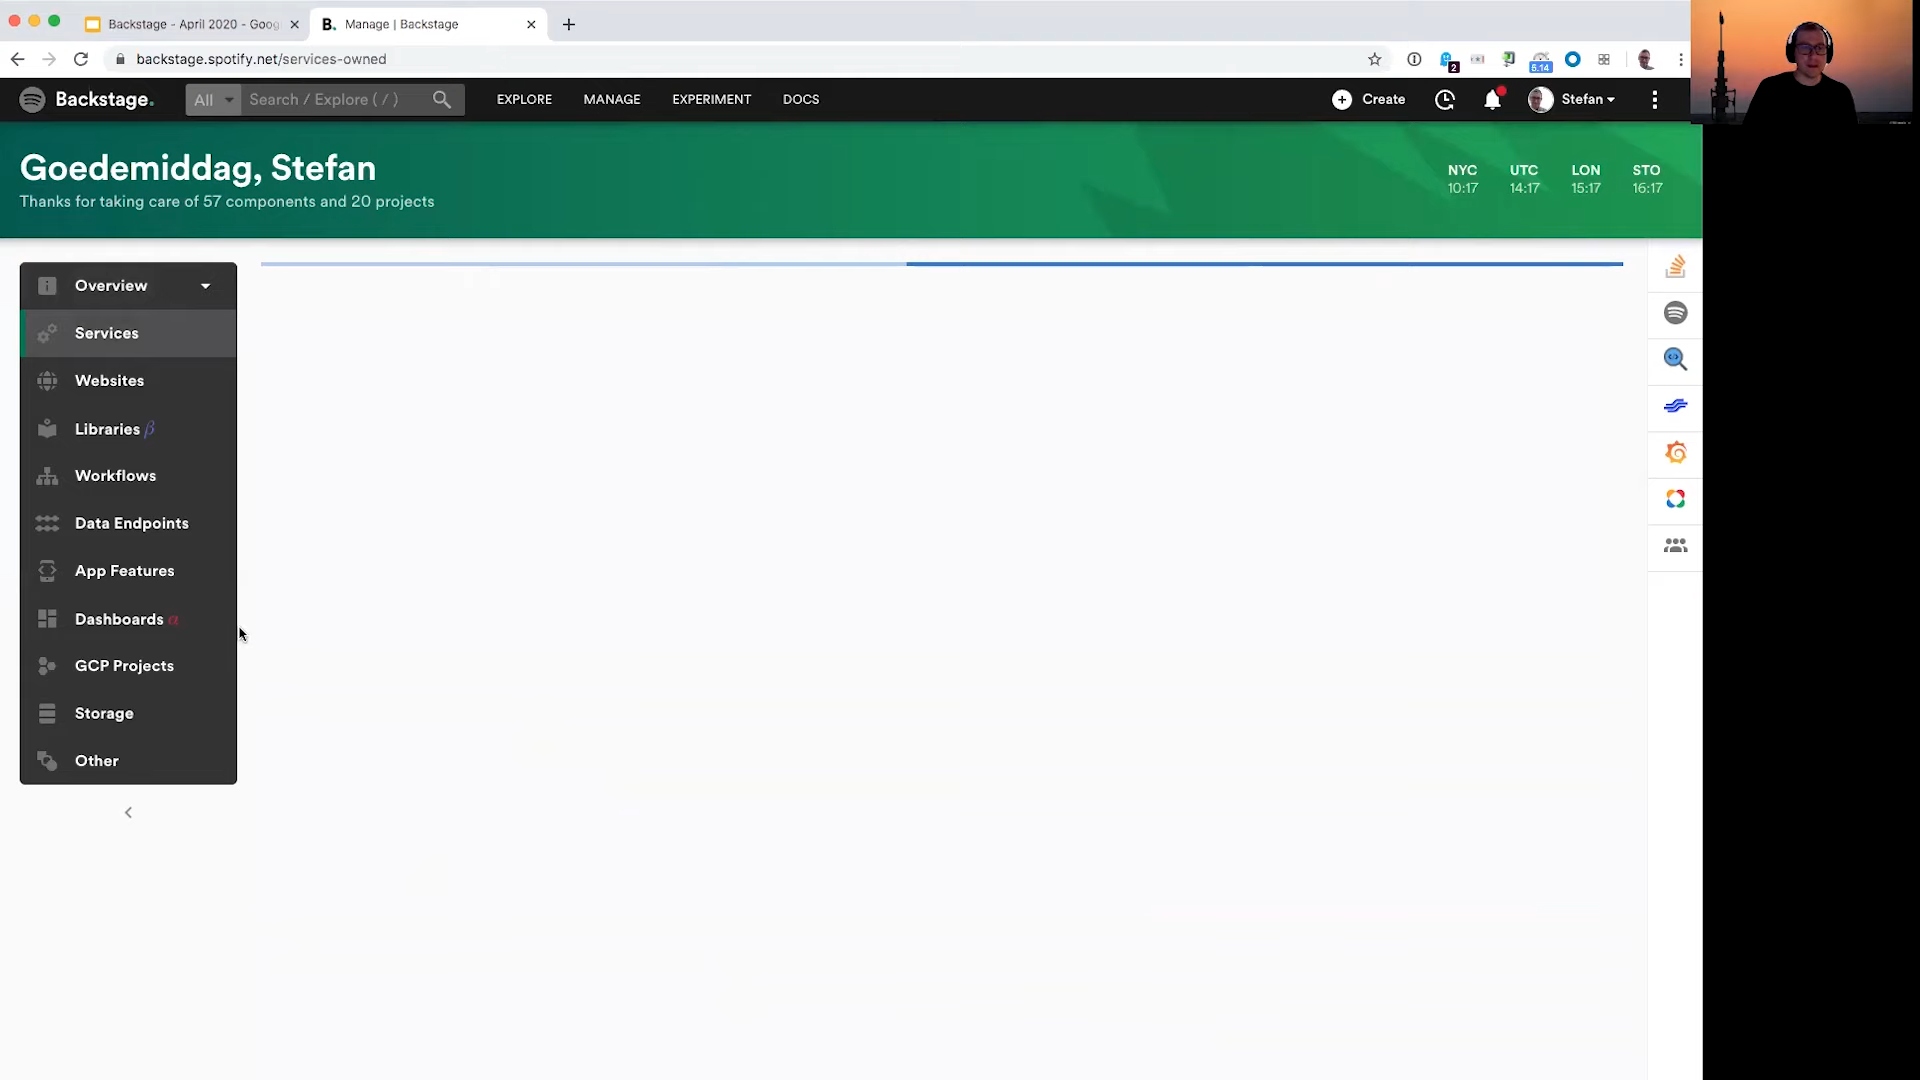 Backstage - April 2020 - Goog
B. Manage | Backstage
backstage.spotify.net/services-owned
2
5.14
Backstage.
All
Search / Explore ( / )
EXPLORE
MANAGE
EXPERIMENT
DOCS
Create
Stefan
Goedemiddag, Stefan
Thanks for taking care of 57 components and 20 projects
NYC UTC LON STO
10:17 14:17 15:17 16:17
Overview
Services
Websites
Libraries β
Workflows
Data Endpoints
App Features
Dashboards α
GCP Projects
Storage
Other